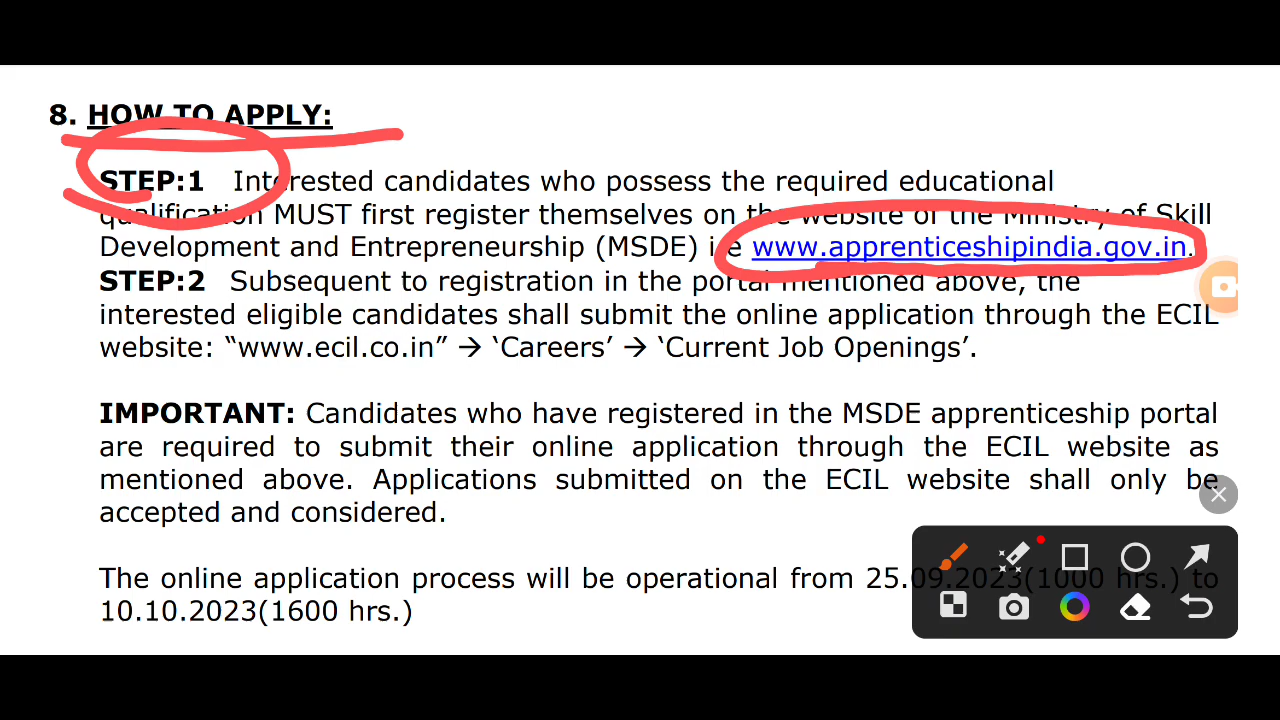 8. HOW TO APPLY:
STEP:1 Interested candidates who possess the required educational
qualification MUST first register themselves on the website of the Ministry of Skill
Development and Entrepreneurship (MSDE) i.e www.apprenticeshipindia.gov.in.
STEP:2 Subsequent to registration in the portal mentioned above, the
interested eligible candidates shall submit the online application through the ECIL
website: “www.ecil.co.in” → ‘Careers’ → ‘Current Job Openings’.
IMPORTANT: Candidates who have registered in the MSDE apprenticeship portal
are required to submit their online application through the ECIL website as
mentioned above. Applications submitted on the ECIL website shall only be
accepted and considered.
The online application process will be operational from 25.09.2023(1000 hrs.) to
10.10.2023(1600 hrs.)